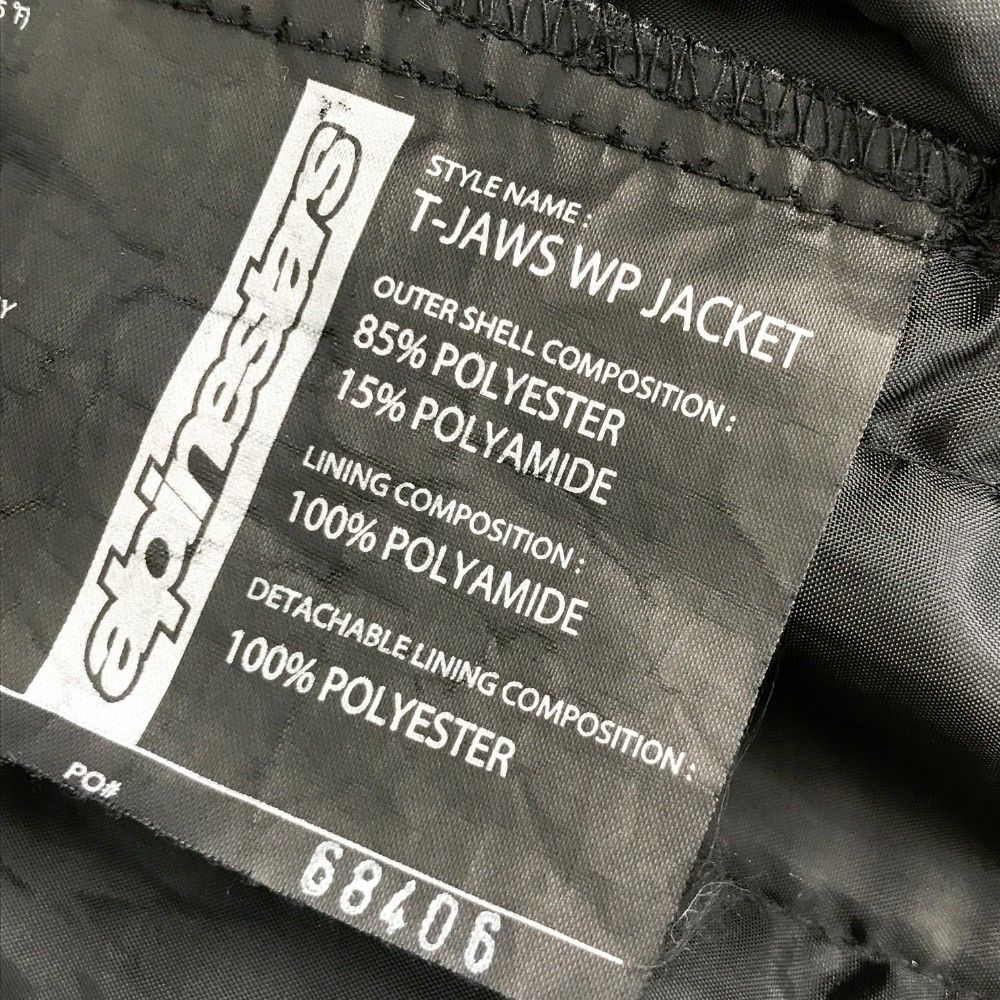 5°F)
Y
alpinestars
STYLE NAME :
T-JAWS WP JACKET
OUTER SHELL COMPOSITION :
85% POLYESTER
15% POLYAMIDE
LINING COMPOSITION :
100% POLYAMIDE
DETACHABLE LINING COMPOSITION :
100% POLYESTER
PO#
68406